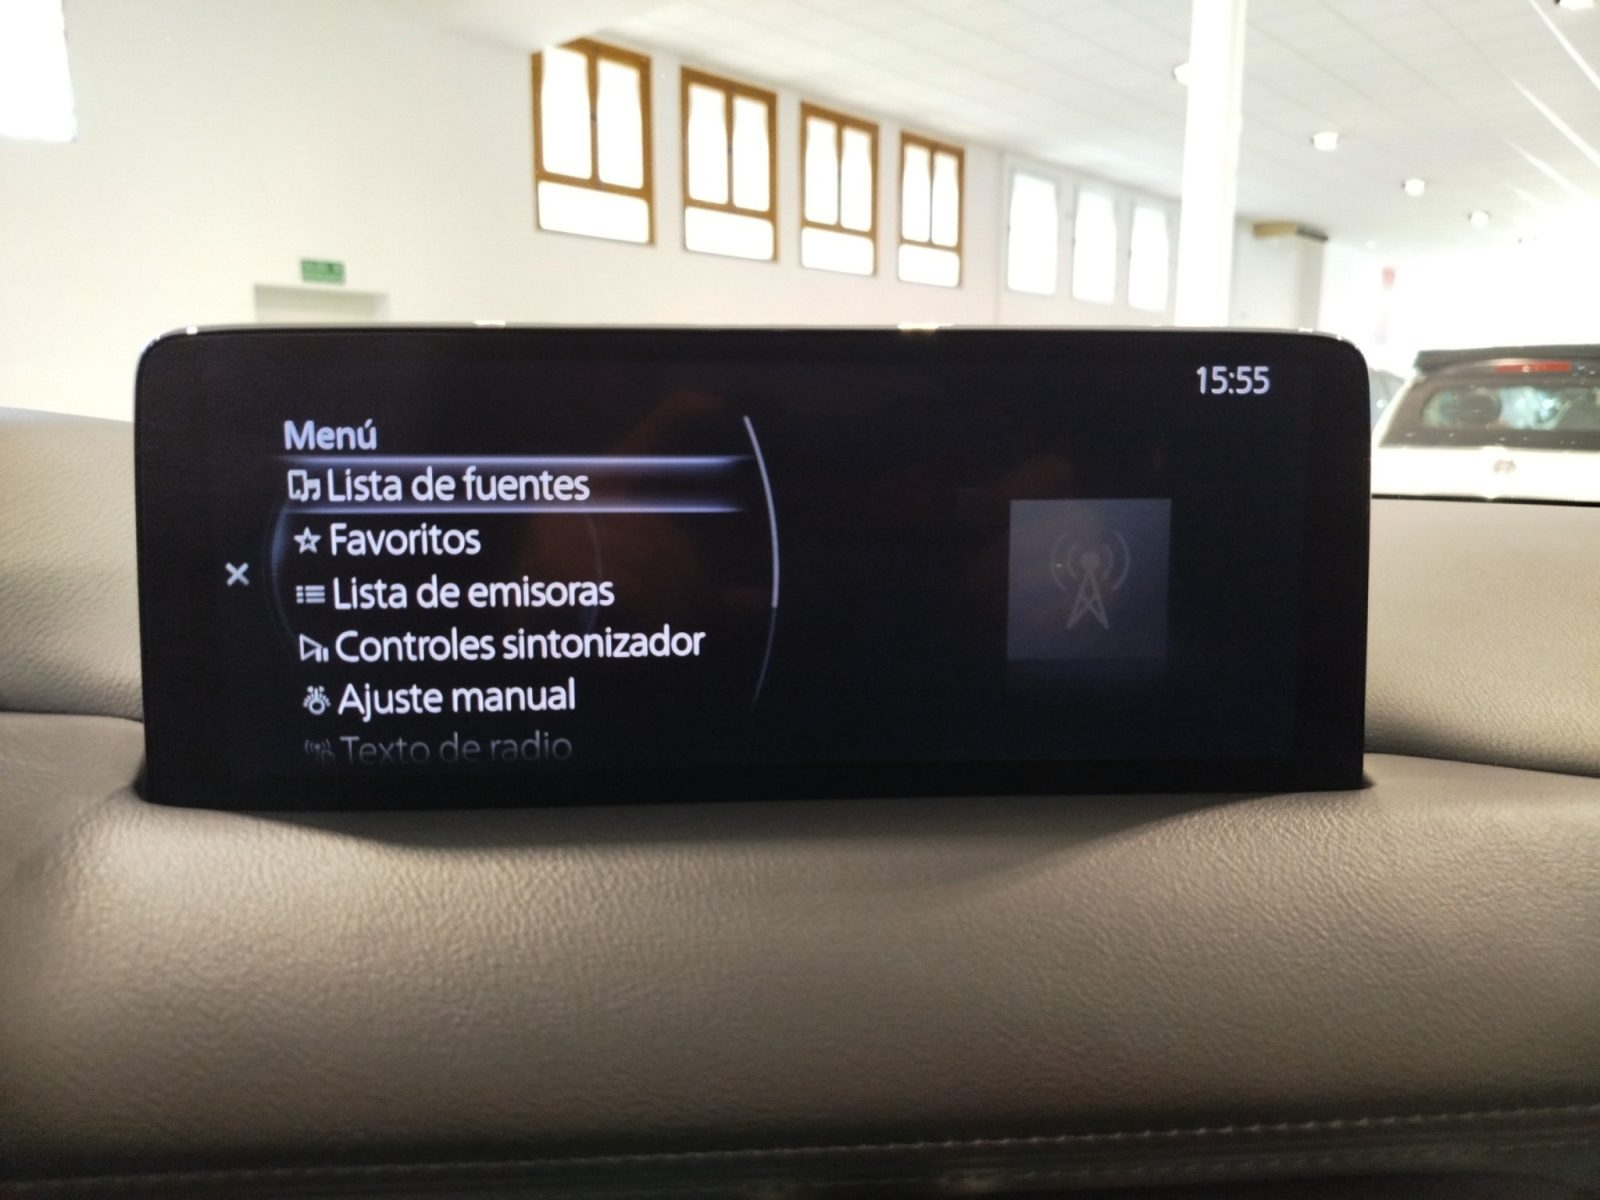 15:55
Menú
Lista de fuentes
Favoritos
Lista de emisoras
Controles sintonizador
Ajuste manual
Texto de radio